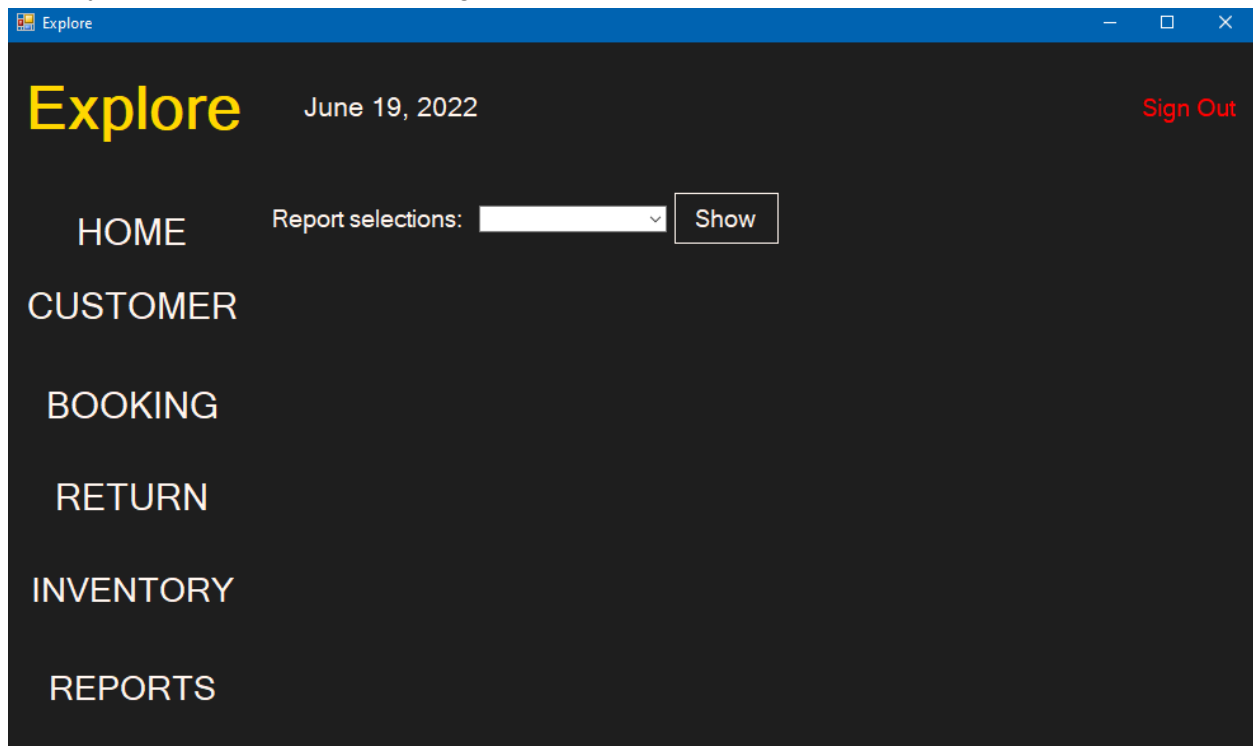 Explore
Explore
June 19, 2022
Sign Out
HOME
Report selections:
Show
CUSTOMER
BOOKING
RETURN
INVENTORY
REPORTS